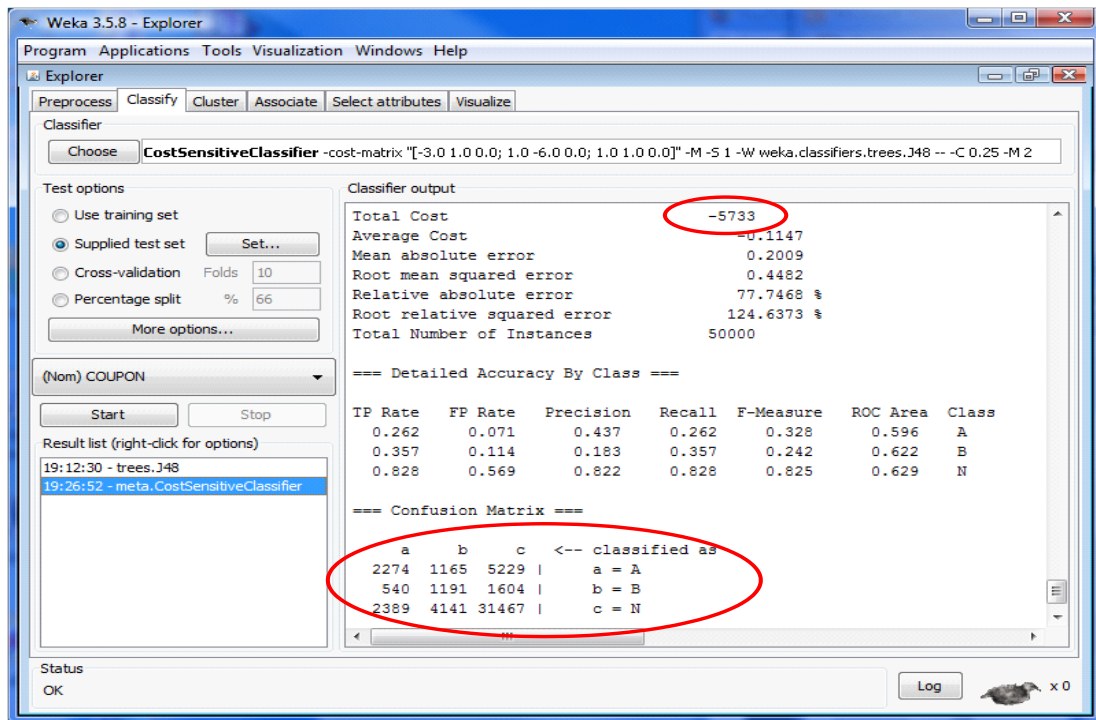 Weka 3.5.8 - Explorer
Program Applications Tools Visualization Windows Help
Explorer
Preprocess Classify Cluster Associate Select attributes Visualize
Classifier
Choose CostSensitiveClassifier -cost-matrix "[-3.0 1.0 0.0; 1.0 -6.0 0.0; 1.0 1.0 0.0]" -M -S 1 -W weka.classifiers.trees.J48 -- -C 0.25 -M 2
Test options
Use training set
Supplied test set Set...
Cross-validation Folds 10
Percentage split % 66
More options...
(Nom) COUPON
Start Stop
Result list (right-click for options)
19:12:30 - trees.J48
19:26:52 - meta.CostSensitiveClassifier
Classifier output
Total Cost -5733
Average Cost -0.1147
Mean absolute error 0.2009
Root mean squared error 0.4482
Relative absolute error 77.7468 %
Root relative squared error 124.6373 %
Total Number of Instances 50000
=== Detailed Accuracy By Class ===
TP Rate FP Rate Precision Recall F-Measure ROC Area Class
0.262 0.071 0.437 0.262 0.328 0.596 A
0.357 0.114 0.183 0.357 0.242 0.622 B
0.828 0.569 0.822 0.828 0.825 0.629 N
=== Confusion Matrix ===
a b c <-- classified as
2274 1165 5229 | a = A
540 1191 1604 | b = B
2389 4141 31467 | c = N
Status
OK
Log x 0